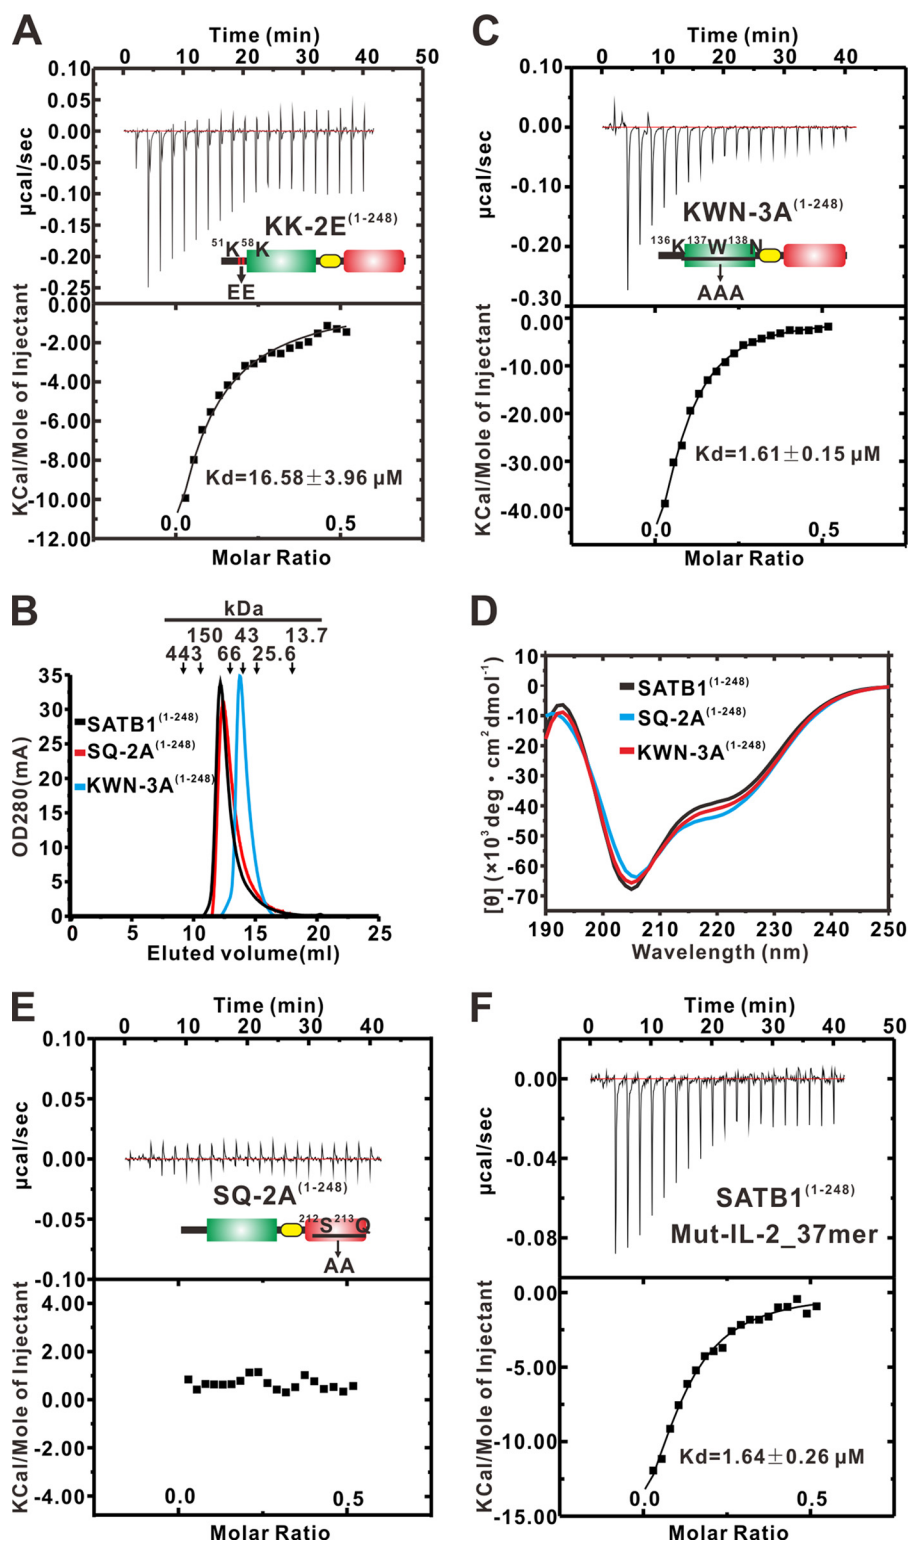 A
Time (min)
0 10 20 30 40 50
0.10
0.05
0.00
-0.05
-0.10
-0.15
-0.20
-0.25
µcal/sec
KK-2E(1-248)
51K58K
EE
0.00
-2.00
-4.00
-6.00
-8.00
-10.00
-12.00
KCal/Mole of Injectant
Kd=16.58±3.96 µM
0.0 0.5
Molar Ratio
C
Time (min)
0 10 20 30 40
0.10
0.00
-0.10
-0.20
-0.30
µcal/sec
KWN-3A(1-248)
136K137W138N
AAA
0.00
-10.00
-20.00
-30.00
-40.00
KCal/Mole of Injectant
Kd=1.61±0.15 µM
0.0 0.5
Molar Ratio
B
kDa
150 43 13.7
443 66 25.6
35
30
25
20
15
10
5
0
OD280(mA)
SATB1(1-248)
SQ-2A(1-248)
KWN-3A(1-248)
0 5 10 15 20 25
Eluted volume(ml)
D
10
0
-10
-20
-30
-40
-50
-60
-70
[θ] (×10³ deg · cm² dmol⁻¹)
SATB1(1-248)
SQ-2A(1-248)
KWN-3A(1-248)
190 200 210 220 230 240 250
Wavelength (nm)
E
Time (min)
0 10 20 30 40
0.10
0.05
0.00
-0.05
-0.10
µcal/sec
SQ-2A(1-248)
212S213Q
AA
4.00
2.00
0.00
-2.00
-4.00
KCal/Mole of Injectant
0.0 0.5
Molar Ratio
F
Time (min)
0 10 20 30 40 50
0.00
-0.04
-0.08
µcal/sec
SATB1(1-248)
Mut-IL-2_37mer
0.00
-5.00
-10.00
-15.00
KCal/Mole of Injectant
Kd=1.64±0.26 µM
0.0 0.5
Molar Ratio